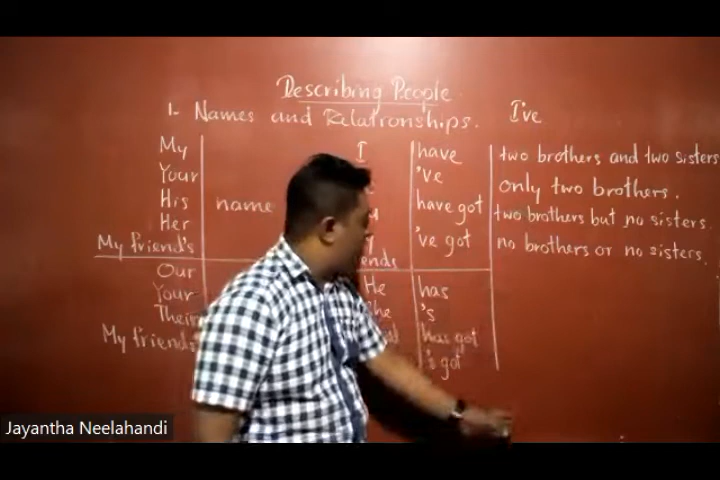 Describing People
1- Names and Relationships. I've
My I have two brothers and two sisters
Your 've only two brothers.
His name have got two brothers but no sisters.
Her 've got no brothers or no sisters.
My friend's
Our He has
Your 's
Their has got
My friends 's got
Jayantha Neelahandi